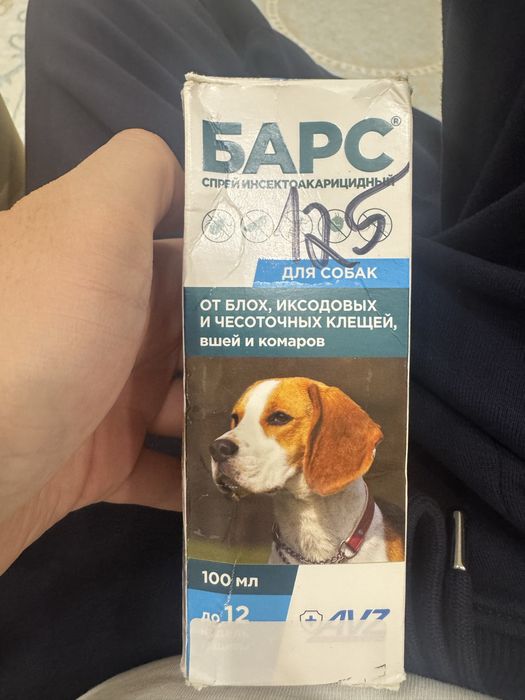 БАРС®
СПРЕЙ ИНСЕКТОАКАРИЦИДНЫЙ
125
ДЛЯ СОБАК
ОТ БЛОХ, ИКСОДОВЫХ
И ЧЕСОТОЧНЫХ КЛЕЩЕЙ,
вшей и комаров
100 мл
до 12
AVZ